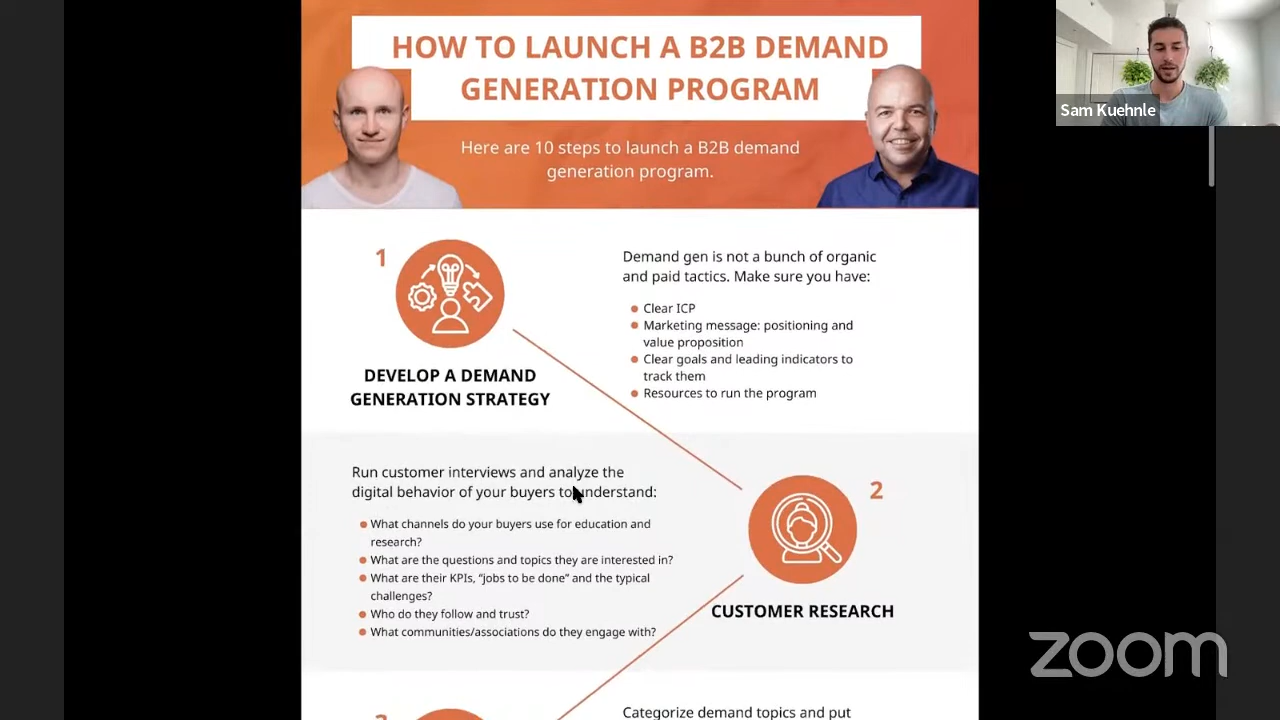 HOW TO LAUNCH A B2B DEMAND
GENERATION PROGRAM
Here are 10 steps to launch a B2B demand
generation program.
Sam Kuehnle
1
DEVELOP A DEMAND
GENERATION STRATEGY
Demand gen is not a bunch of organic
and paid tactics. Make sure you have:
Clear ICP
Marketing message: positioning and
value proposition
Clear goals and leading indicators to
track them
Resources to run the program
Run customer interviews and analyze the
digital behavior of your buyers to understand:
What channels do your buyers use for education and
research?
What are the questions and topics they are interested in?
What are their KPIs, “jobs to be done” and the typical
challenges?
Who do they follow and trust?
What communities/associations do they engage with?
2
CUSTOMER RESEARCH
Categorize demand topics and put
zoom